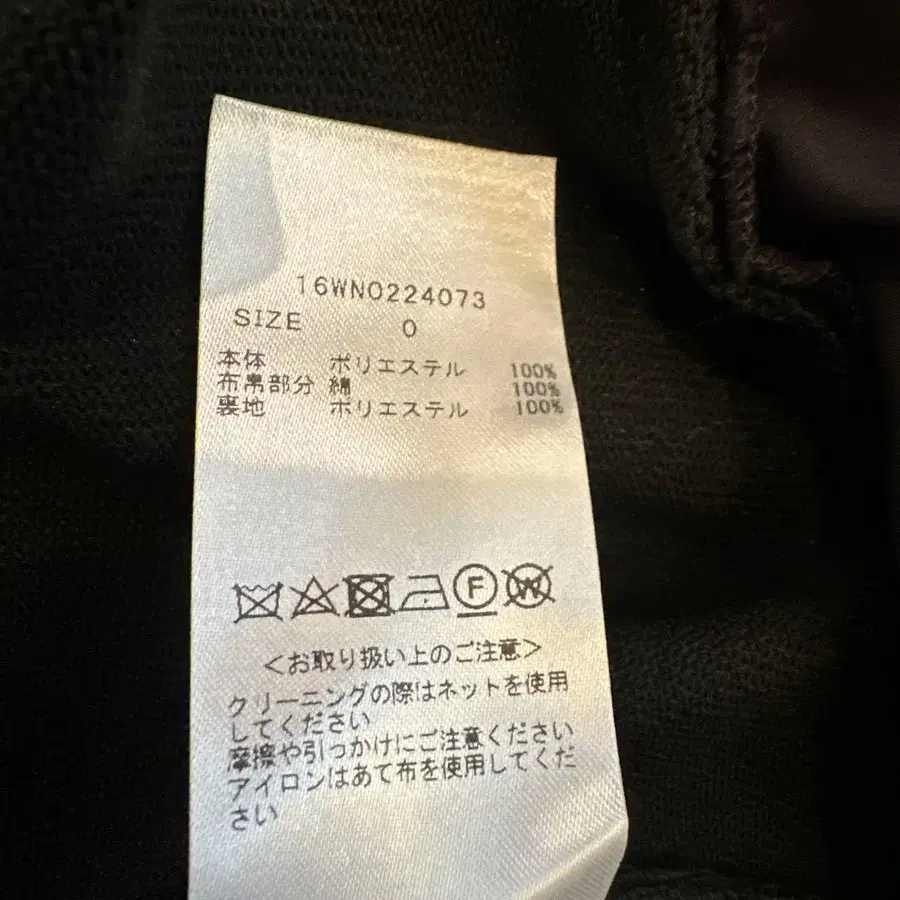 16WNO224073
SIZE 0
本体 ポリエステル 100%
布帛部分 綿 100%
裏地 ポリエステル 100%
F W
<お取り扱い上のご注意>
クリーニングの際はネットを使用
してください
摩擦や引っかけにご注意ください
アイロンはあて布を使用してくだ
さい